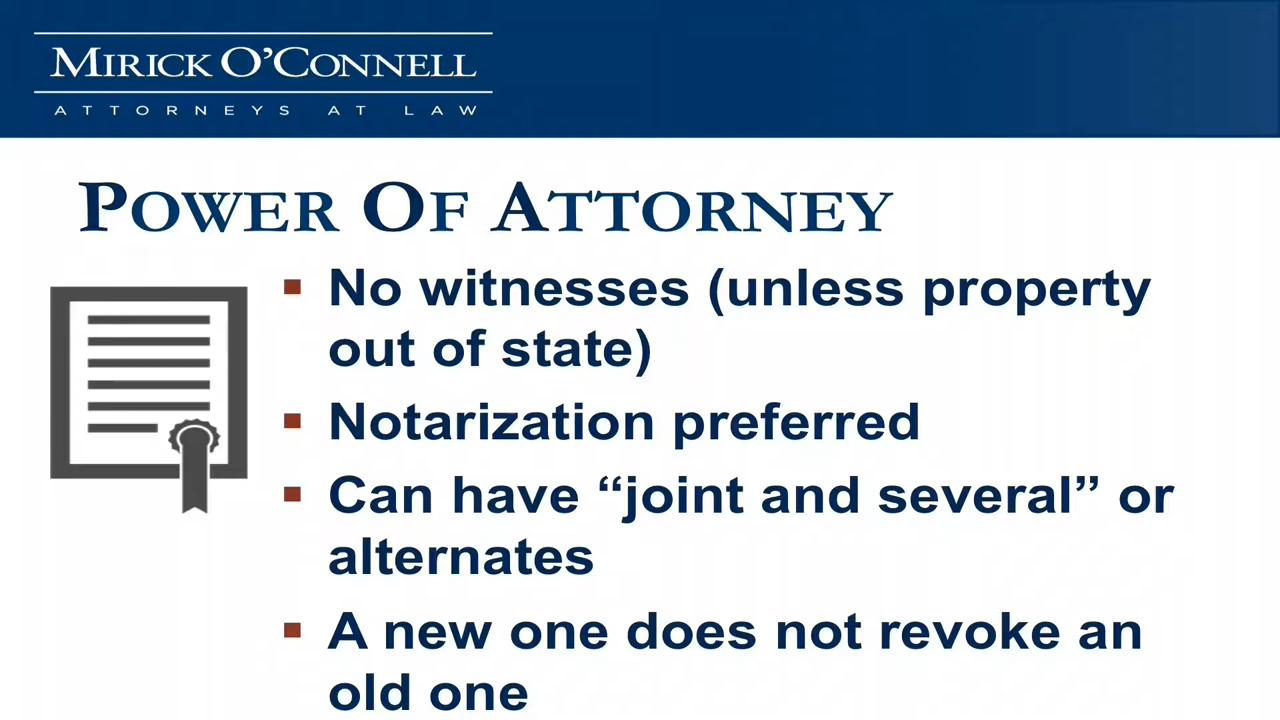 MIRICK O'CONNELL
ATTORNEYS AT LAW
POWER OF ATTORNEY
▪ No witnesses (unless property
out of state)
▪ Notarization preferred
▪ Can have “joint and several” or
alternates
▪ A new one does not revoke an
old one